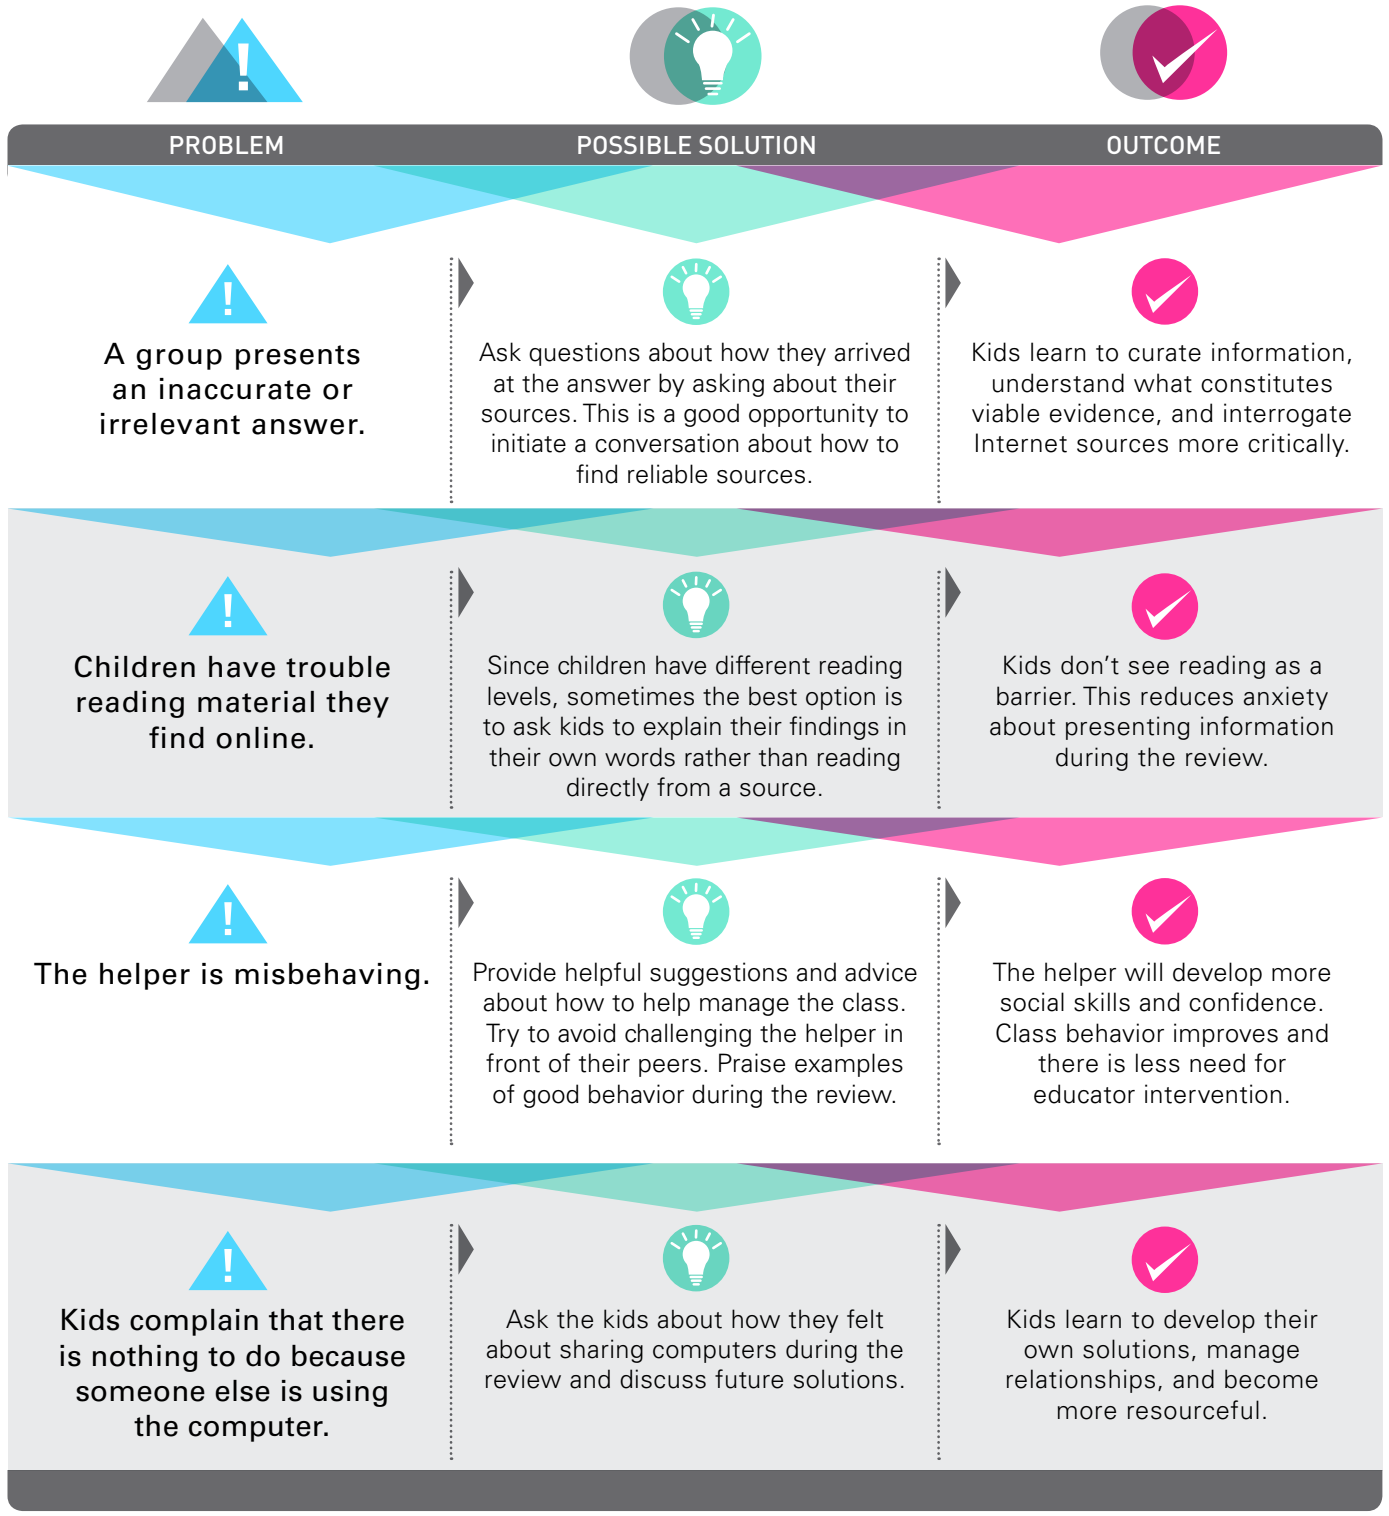 PROBLEM
POSSIBLE SOLUTION
OUTCOME
A group presents
an inaccurate or
irrelevant answer.
Ask questions about how they arrived
at the answer by asking about their
sources. This is a good opportunity to
initiate a conversation about how to
find reliable sources.
Kids learn to curate information,
understand what constitutes
viable evidence, and interrogate
Internet sources more critically.
Children have trouble
reading material they
find online.
Since children have different reading
levels, sometimes the best option is
to ask kids to explain their findings in
their own words rather than reading
directly from a source.
Kids don’t see reading as a
barrier. This reduces anxiety
about presenting information
during the review.
The helper is misbehaving.
Provide helpful suggestions and advice
about how to help manage the class.
Try to avoid challenging the helper in
front of their peers. Praise examples
of good behavior during the review.
The helper will develop more
social skills and confidence.
Class behavior improves and
there is less need for
educator intervention.
Kids complain that there
is nothing to do because
someone else is using
the computer.
Ask the kids about how they felt
about sharing computers during the
review and discuss future solutions.
Kids learn to develop their
own solutions, manage
relationships, and become
more resourceful.